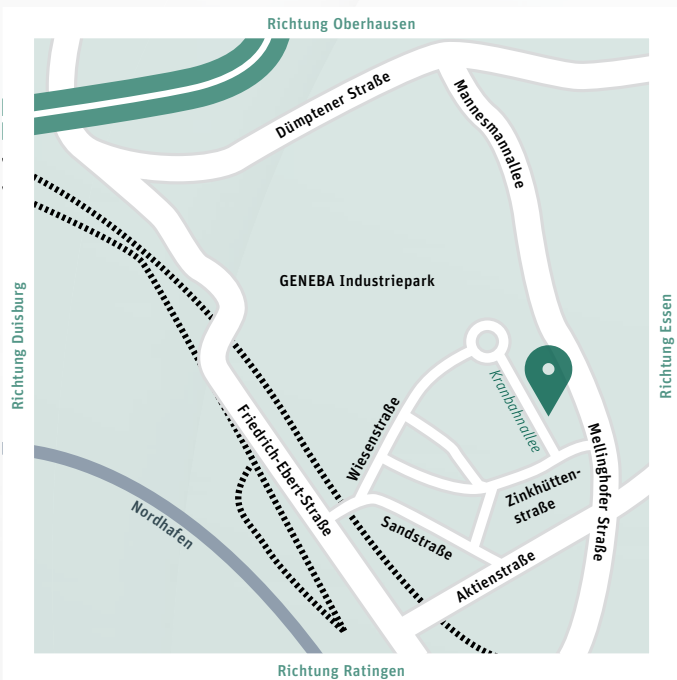 Richtung Oberhausen
Dümptener Straße
Mannesmannallee
GENEBA Industriepark
Richtung Duisburg
Richtung Essen
Kranbahnallee
Wiesenstraße
Friedrich-Ebert-Straße
Mellinghofer Straße
Zinkhütten-
straße
Nordhafen
Sandstraße
Aktienstraße
Richtung Ratingen